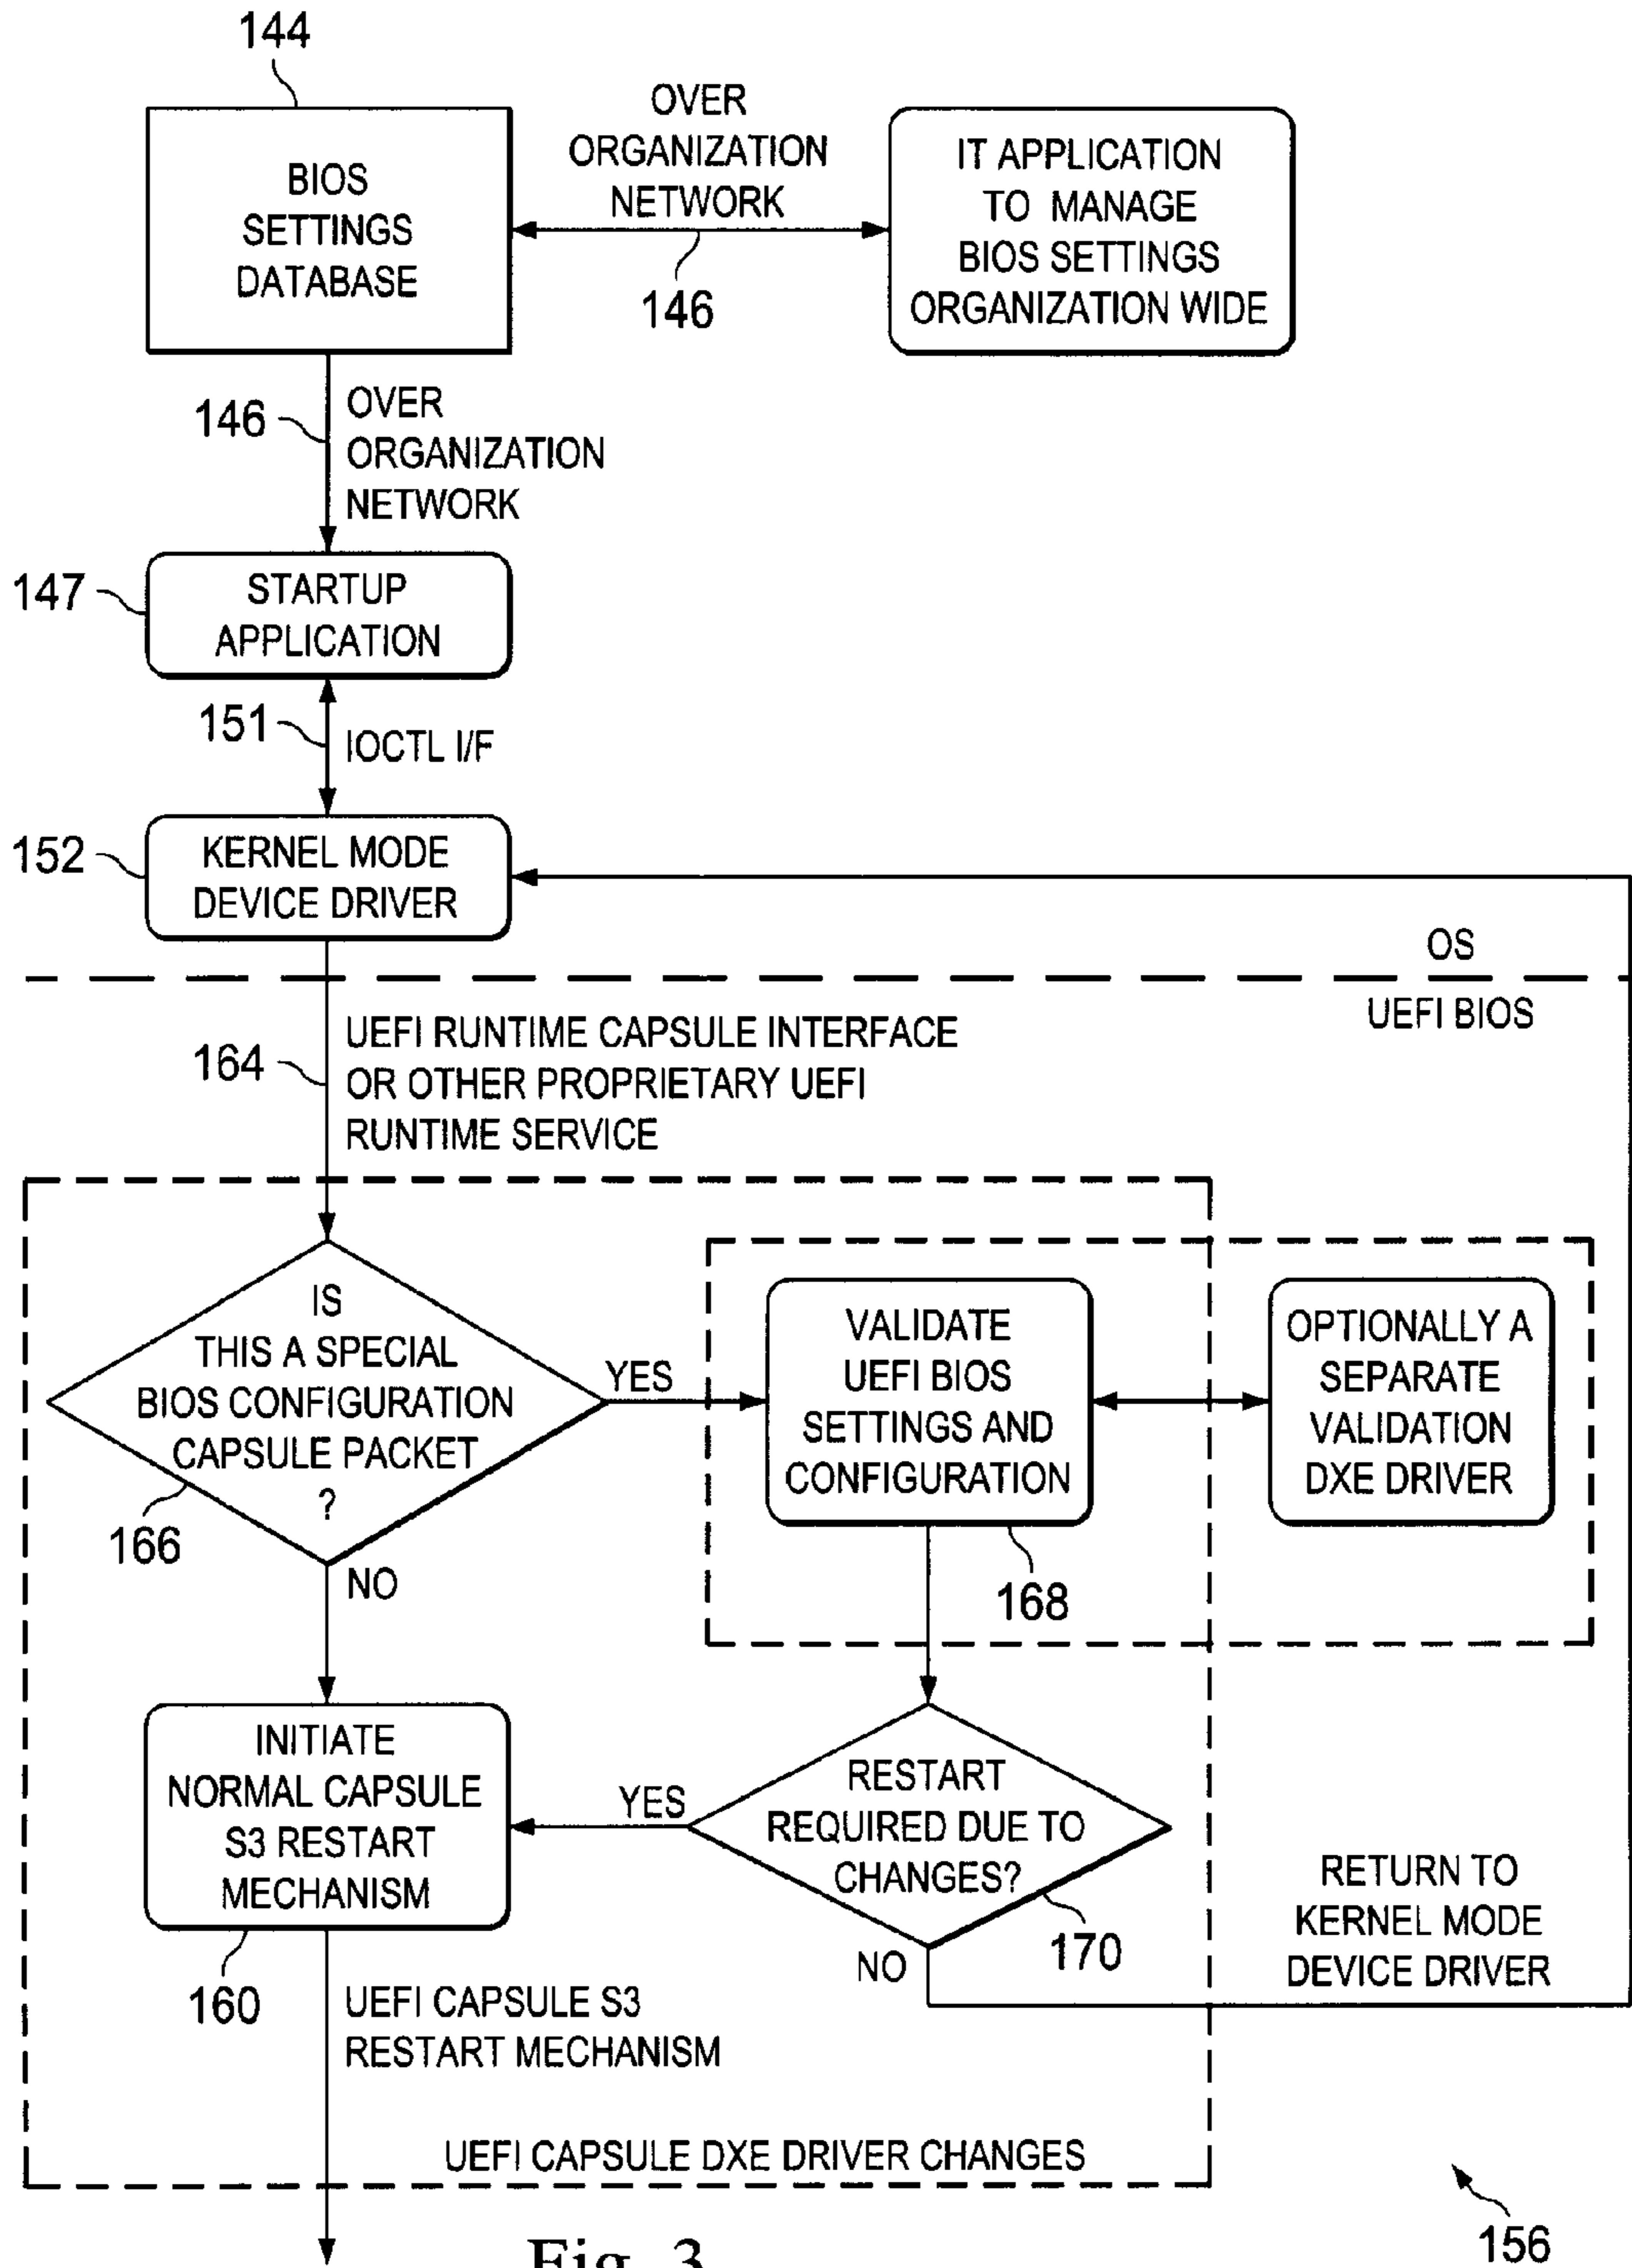 144
BIOS
SETTINGS
DATABASE
OVER
ORGANIZATION
NETWORK
146
IT APPLICATION
TO MANAGE
BIOS SETTINGS
ORGANIZATION WIDE
146
OVER
ORGANIZATION
NETWORK
147
STARTUP
APPLICATION
151
IOCTL I/F
152
KERNEL MODE
DEVICE DRIVER
OS
UEFI BIOS
164
UEFI RUNTIME CAPSULE INTERFACE
OR OTHER PROPRIETARY UEFI
RUNTIME SERVICE
IS
THIS A SPECIAL
BIOS CONFIGURATION
CAPSULE PACKET
?
166
YES
NO
VALIDATE
UEFI BIOS
SETTINGS AND
CONFIGURATION
168
OPTIONALLY A
SEPARATE
VALIDATION
DXE DRIVER
INITIATE
NORMAL CAPSULE
S3 RESTART
MECHANISM
160
YES
RESTART
REQUIRED DUE TO
CHANGES?
170
NO
RETURN TO
KERNEL MODE
DEVICE DRIVER
UEFI CAPSULE S3
RESTART MECHANISM
UEFI CAPSULE DXE DRIVER CHANGES
156
Fig. 3